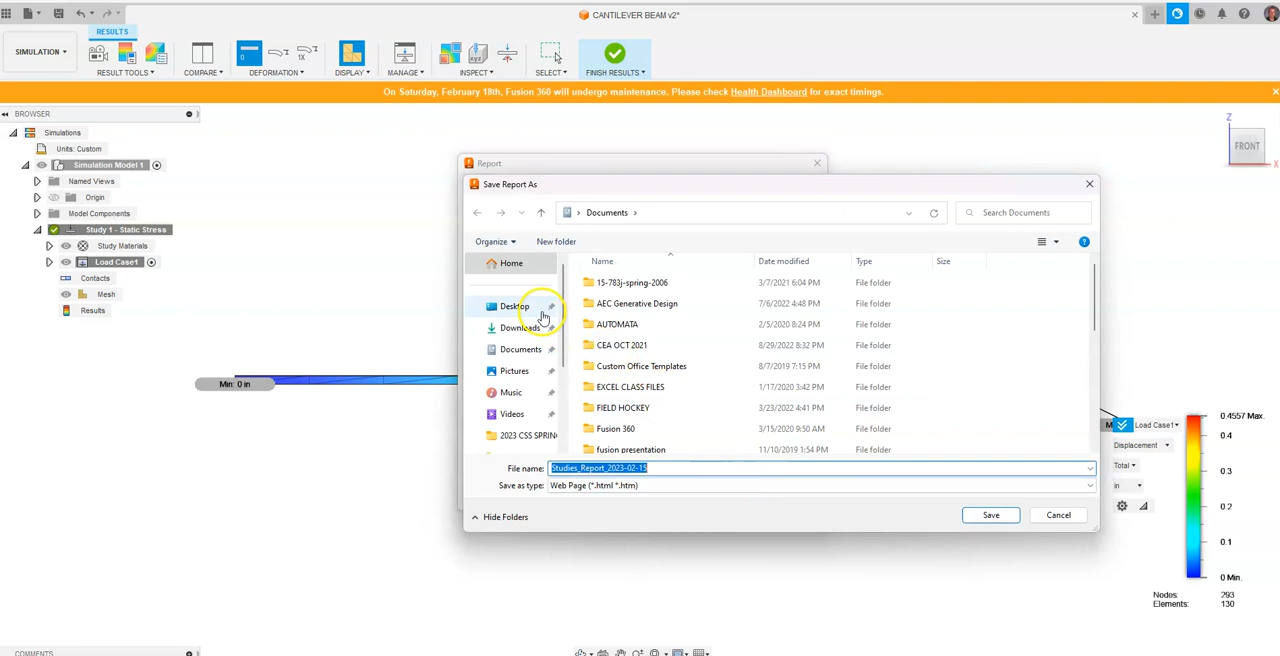 CANTILEVER BEAM v2*
RESULTS
SIMULATION
RESULT TOOLS
COMPARE
DEFORMATION
DISPLAY
MANAGE
INSPECT
SELECT
FINISH RESULTS
1X
On Saturday, February 18th, Fusion 360 will undergo maintenance. Please check Health Dashboard for exact timings.
BROWSER
Simulations
Units: Custom
Simulation Model 1
Named Views
Origin
Model Components
Study 1 - Static Stress
Study Materials
Load Case1
Contacts
Mesh
Results
Z
FRONT
X
Min: 0 in
Report
Save Report As
Documents
Search Documents
Organize
New folder
Home
Desktop
Downloads
Documents
Pictures
Music
Videos
2023 CSS SPRIN
Name
Date modified
Type
Size
15-783j-spring-2006 3/7/2021 6:04 PM File folder
AEC Generative Design 7/6/2022 4:48 PM File folder
AUTOMATA 2/5/2020 8:24 PM File folder
CEA OCT 2021 8/29/2022 8:32 PM File folder
Custom Office Templates 8/7/2019 7:15 PM File folder
EXCEL CLASS FILES 1/17/2020 3:42 PM File folder
FIELD HOCKEY 3/23/2022 4:41 PM File folder
Fusion 360 3/15/2020 9:50 AM File folder
fusion presentation 11/10/2019 1:54 PM File folder
File name: Studies_Report_2023-02-15
Save as type: Web Page (*.html *.htm)
Hide Folders
Save
Cancel
M
Load Case1
Displacement
Total
in
0.4557 Max.
0.4
0.3
0.2
0.1
0 Min.
Nodes: 293
Elements: 130
COMMENTS